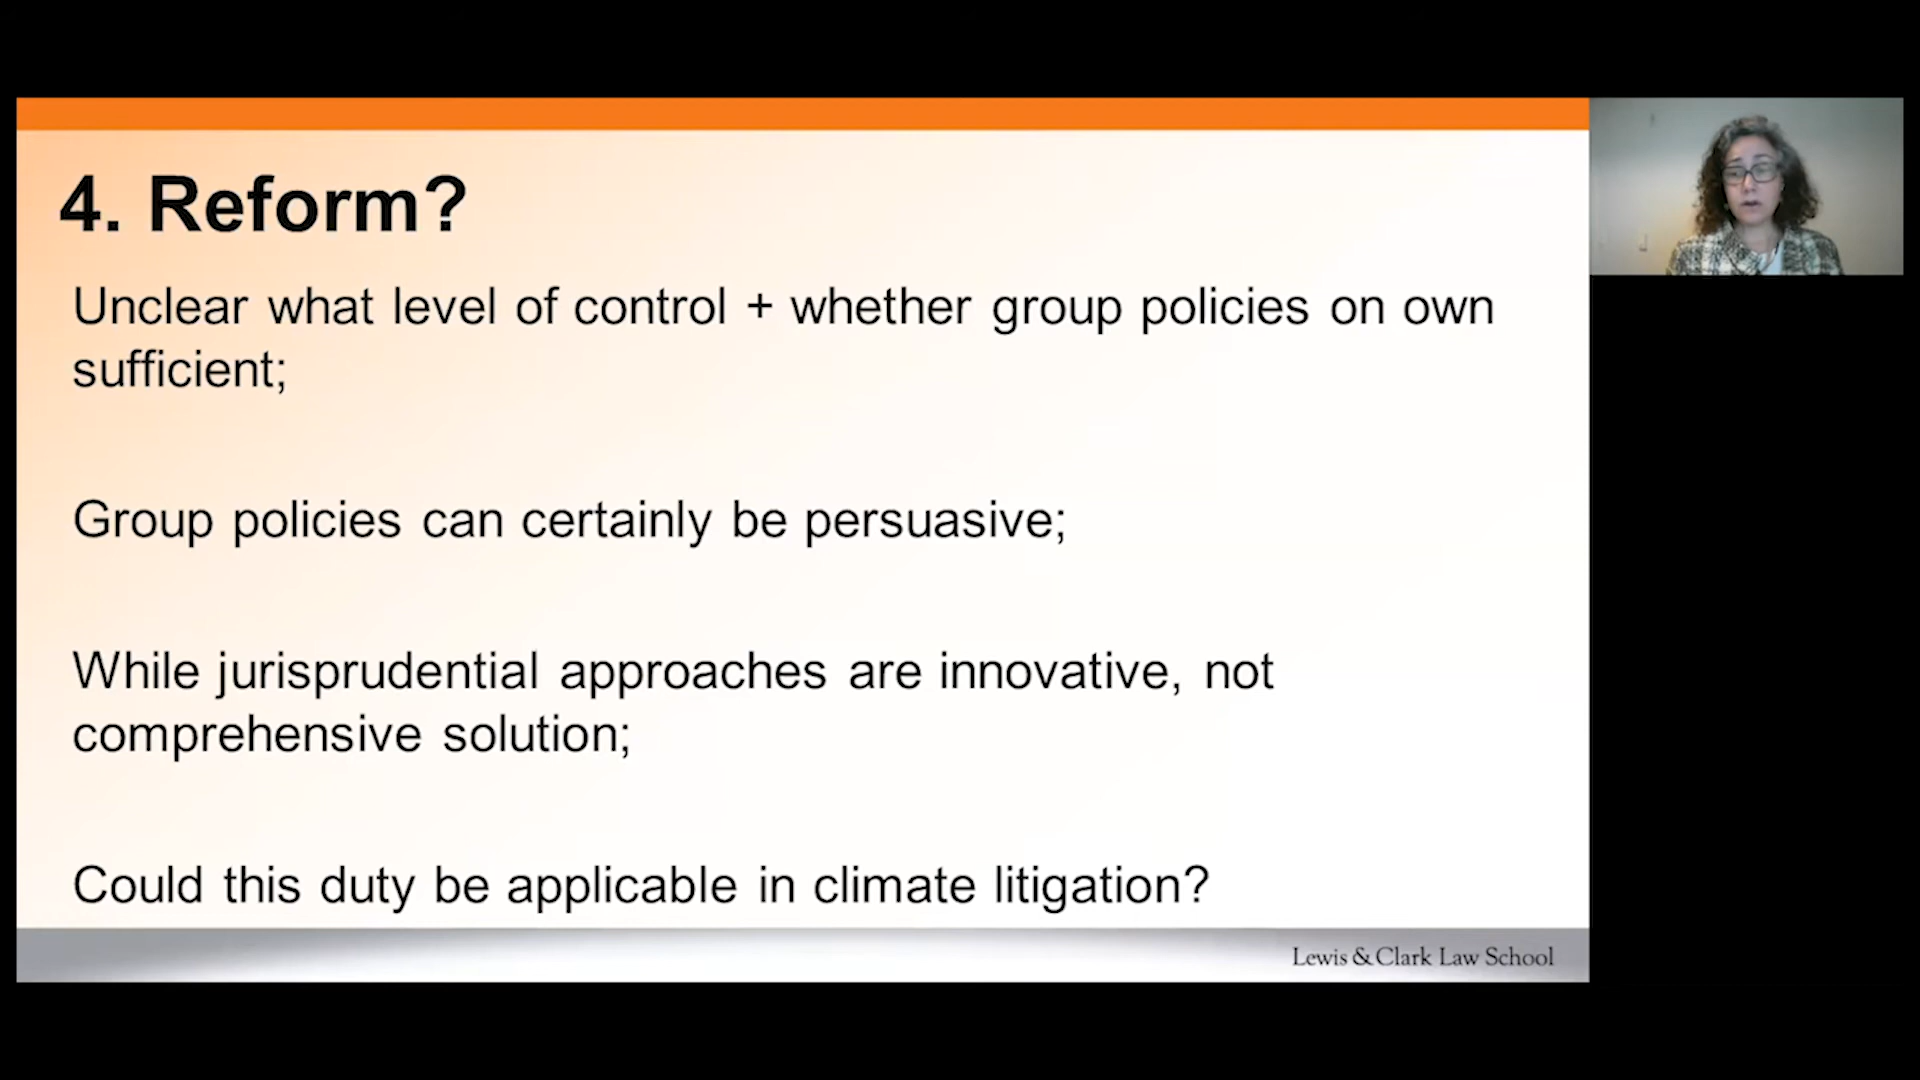 4. Reform?
Unclear what level of control + whether group policies on own
sufficient;
Group policies can certainly be persuasive;
While jurisprudential approaches are innovative, not
comprehensive solution;
Could this duty be applicable in climate litigation?
Lewis & Clark Law School